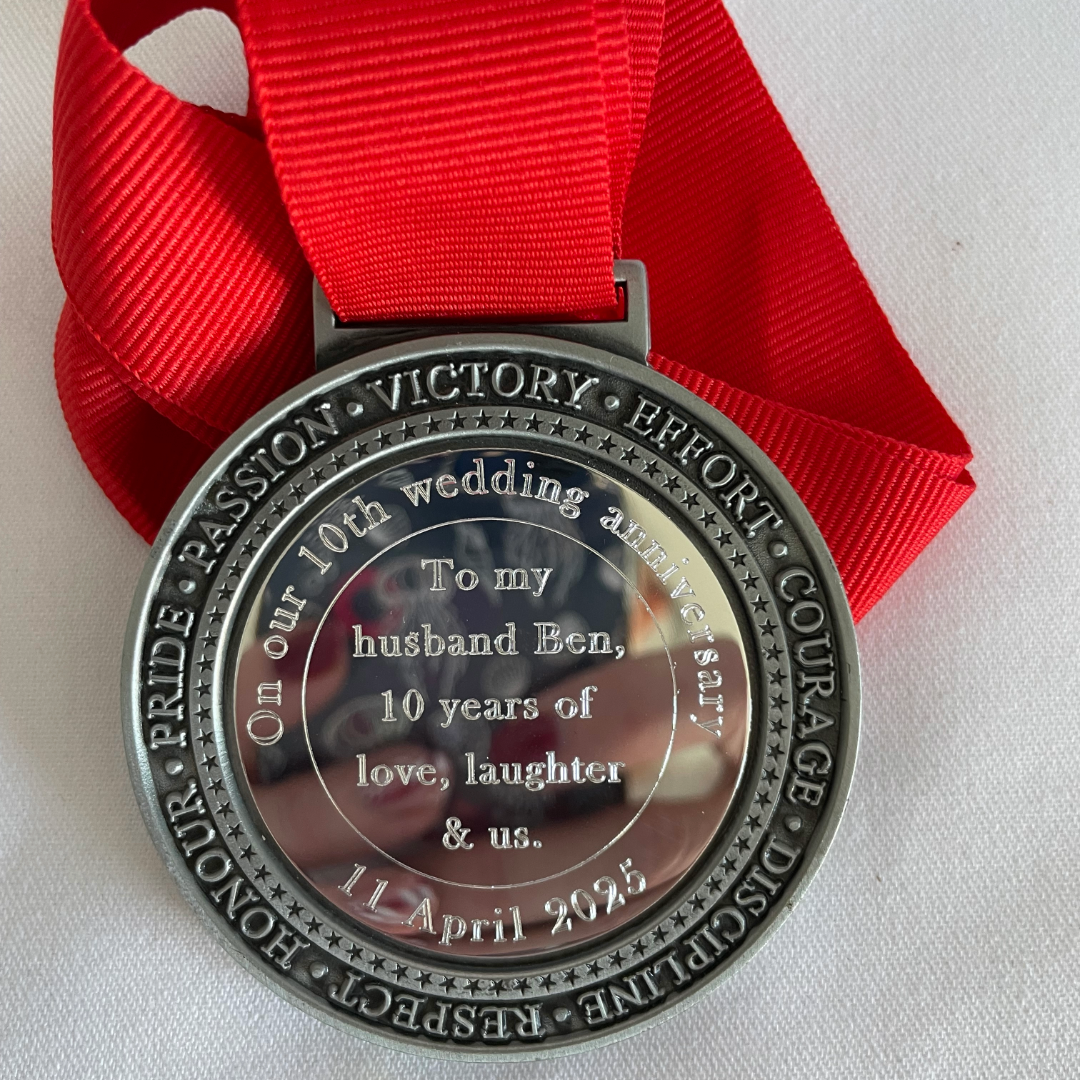 VICTORY • EFFORT • COURAGE • DISCIPLINE • RESPECT • HONOUR • PRIDE • PASSION •
On our 10th wedding anniversary
To my
husband Ben,
10 years of
love, laughter
& us.
11 April 2025